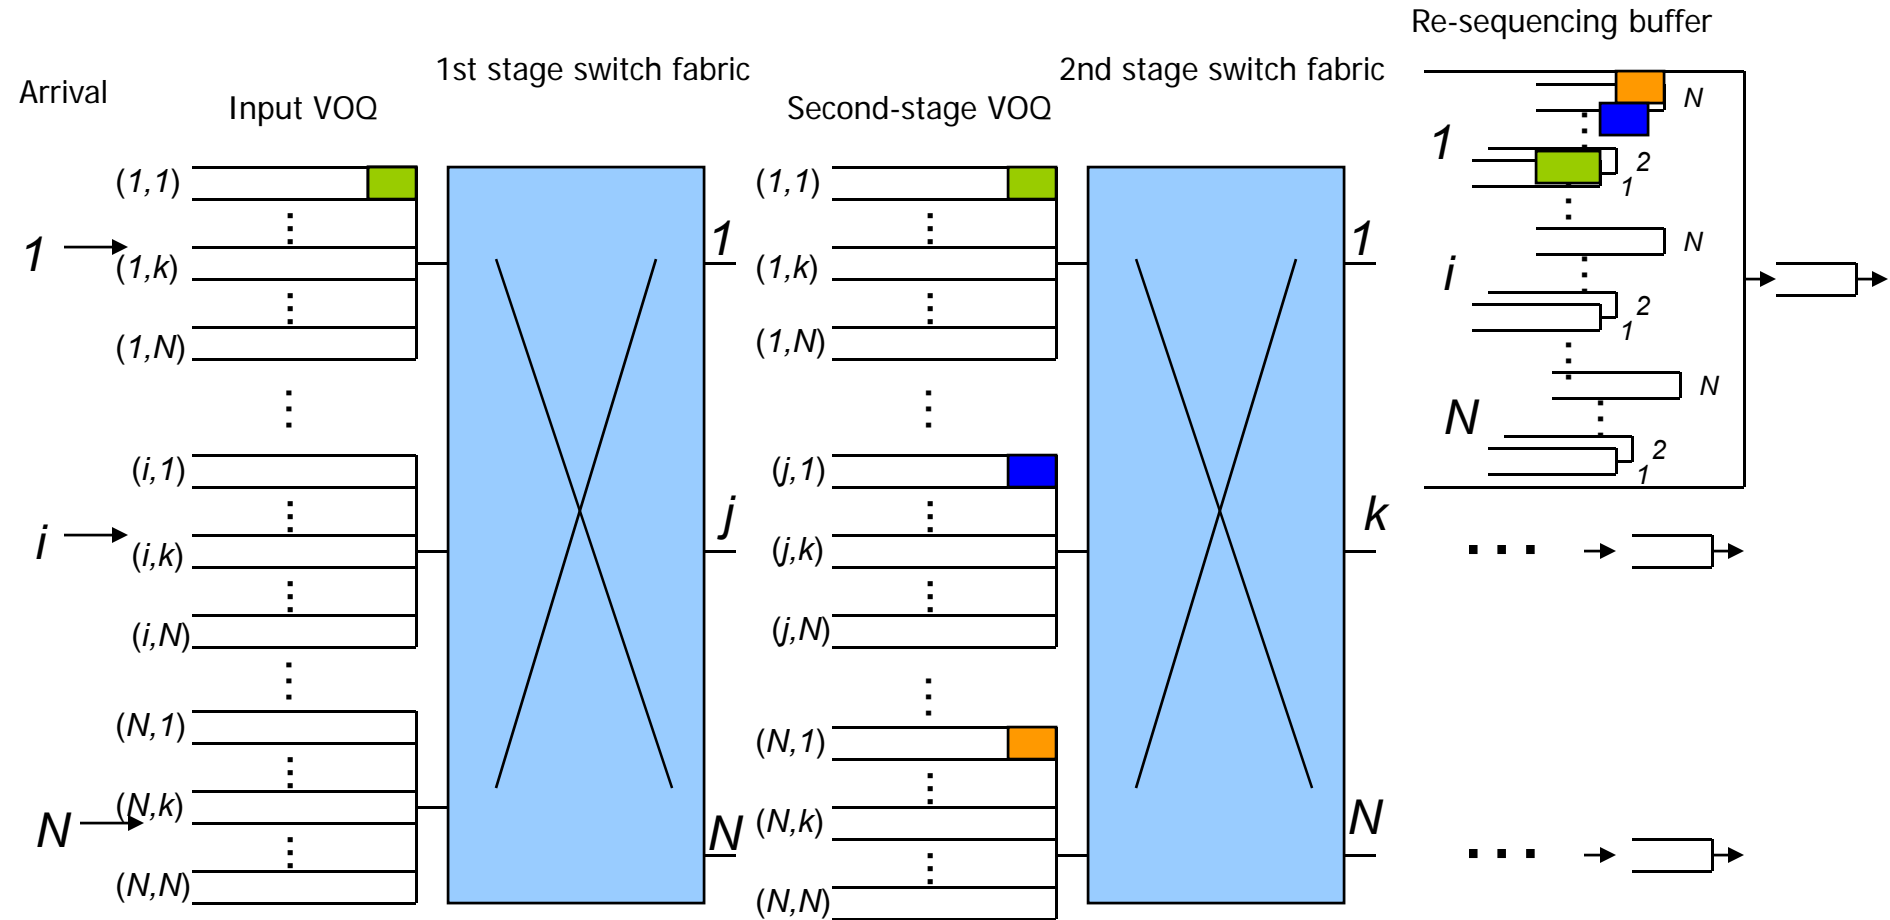 Re-sequencing buffer
1st stage switch fabric
2nd stage switch fabric
Arrival
Input VOQ
Second-stage VOQ
1
(1,1)
(1,k)
(1,N)
i
(i,1)
(i,k)
(i,N)
N
(N,1)
(N,k)
(N,N)
1
j
N
(1,1)
(1,k)
(1,N)
(j,1)
(j,k)
(j,N)
(N,1)
(N,k)
(N,N)
1
k
N
1
N
2
1
i
N
2
1
N
N
2
1